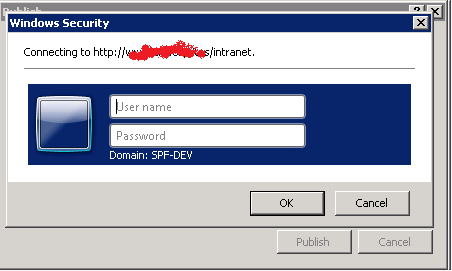 Publish
Windows Security
Connecting to http://w s/intranet.
User name
Password
Domain: SPF-DEV
OK
Cancel
Publish
Cancel